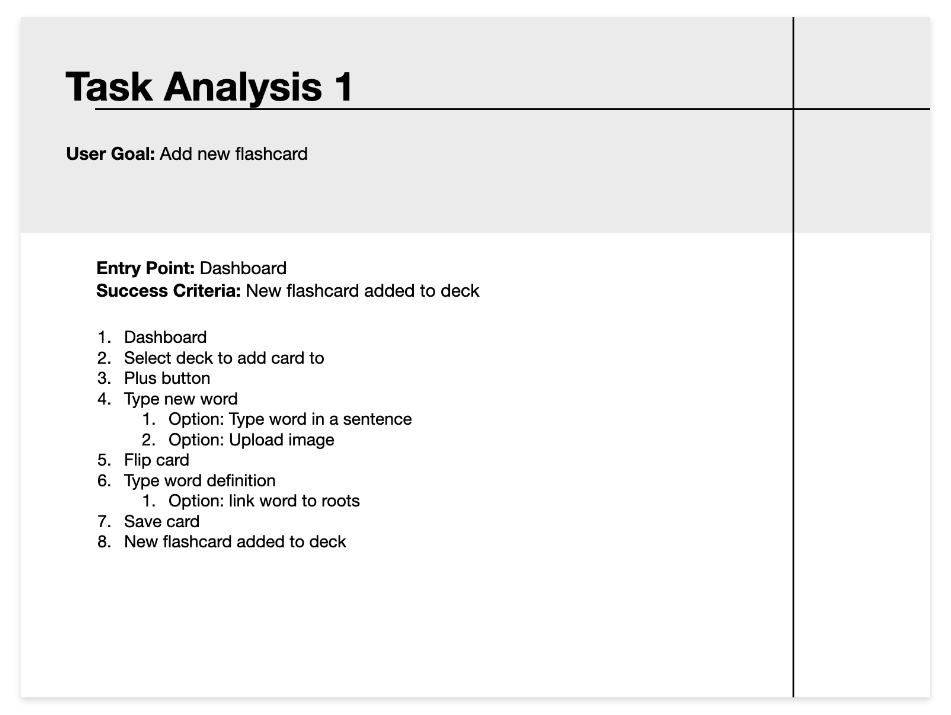 Task Analysis 1
User Goal: Add new flashcard
Entry Point: Dashboard
Success Criteria: New flashcard added to deck
1. Dashboard
2. Select deck to add card to
3. Plus button
4. Type new word
1. Option: Type word in a sentence
2. Option: Upload image
5. Flip card
6. Type word definition
1. Option: link word to roots
7. Save card
8. New flashcard added to deck